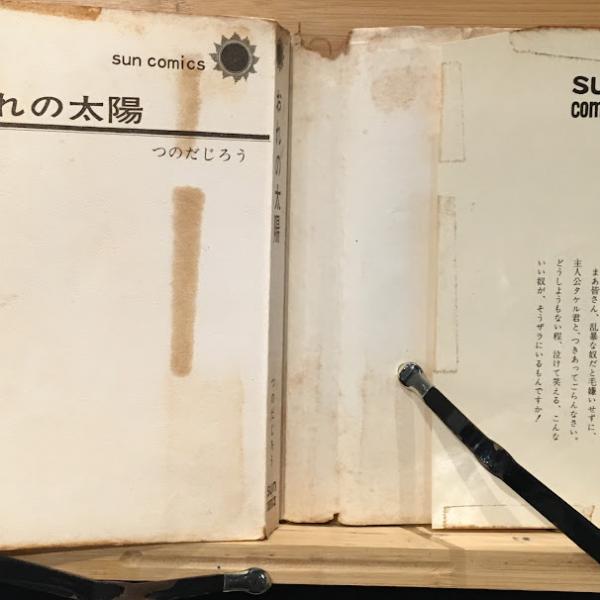 sun comics
れの太陽
つのだじろう
おれの太陽
つのだじろう
sun
comics
su
com
まあ皆さん、乱暴な奴だと毛嫌いせずに、
主人公タケル君と、つきあってごらんなさい。
どうしようもない程、泣けて笑える、こんな
いい奴が、そうザラにいるもんですか！